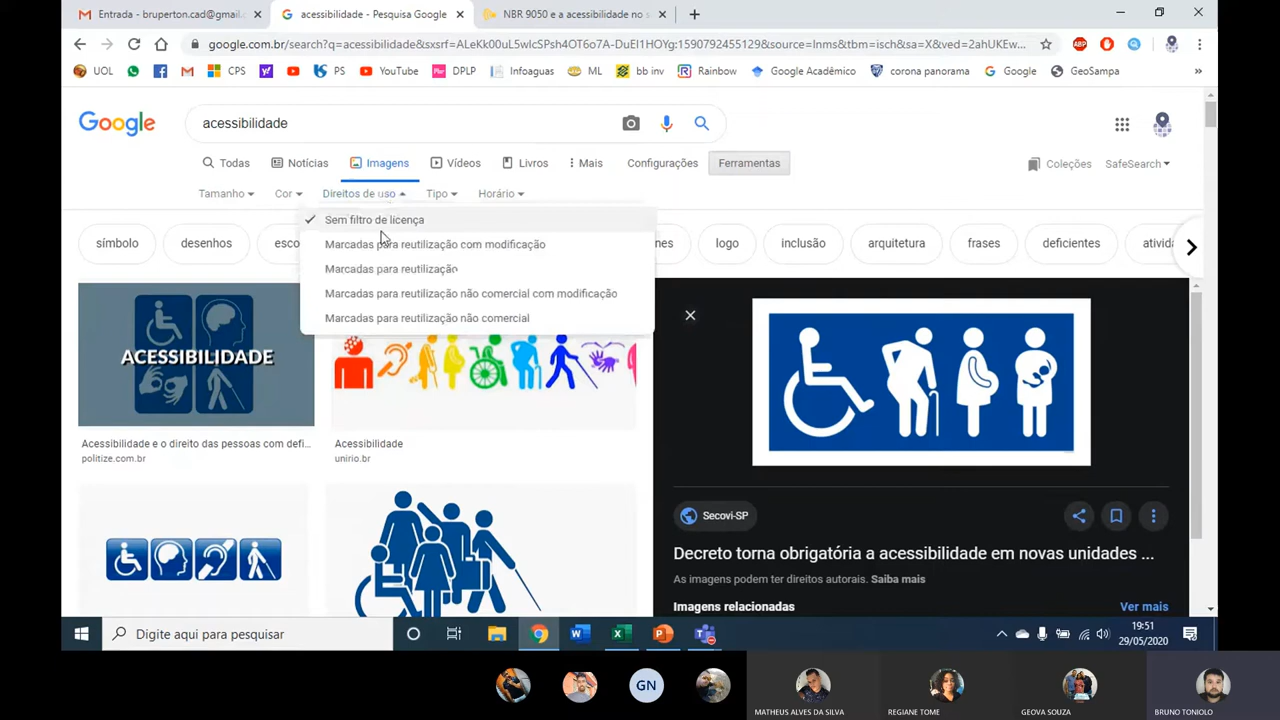 Entrada - bruperton.cad@gmail.c
acessibilidade - Pesquisa Google
NBR 9050 e a acessibilidade no s
google.com.br/search?q=acessibilidade&sxsrf=ALeKk00uL5wIcSPsh4OT6o7A-DuEI1HOYg:1590792455129&source=lnms&tbm=isch&sa=X&ved=2ahUKEw...
ABP
UOL
CPS
PS
YouTube
DPLP
Infoaguas
ML
bb inv
Rainbow
Google Acadêmico
corona panorama
Google
GeoSampa
Google
acessibilidade
Todas
Notícias
Imagens
Vídeos
Livros
Mais
Configurações
Ferramentas
Coleções
SafeSearch
Tamanho
Cor
Direitos de uso
Tipo
Horário
Sem filtro de licença
Marcadas para reutilização com modificação
Marcadas para reutilização
Marcadas para reutilização não comercial com modificação
Marcadas para reutilização não comercial
símbolo
desenhos
esco
nes
logo
inclusão
arquitetura
frases
deficientes
ativida
ACESSIBILIDADE
Acessibilidade e o direito das pessoas com defi...
politize.com.br
Acessibilidade
unirio.br
Secovi-SP
Decreto torna obrigatória a acessibilidade em novas unidades ...
As imagens podem ter direitos autorais. Saiba mais
Imagens relacionadas
Ver mais
Digite aqui para pesquisar
19:51
29/05/2020
GN
MATHEUS ALVES DA SILVA
REGIANE TOME
GEOVA SOUZA
BRUNO TONIOLO